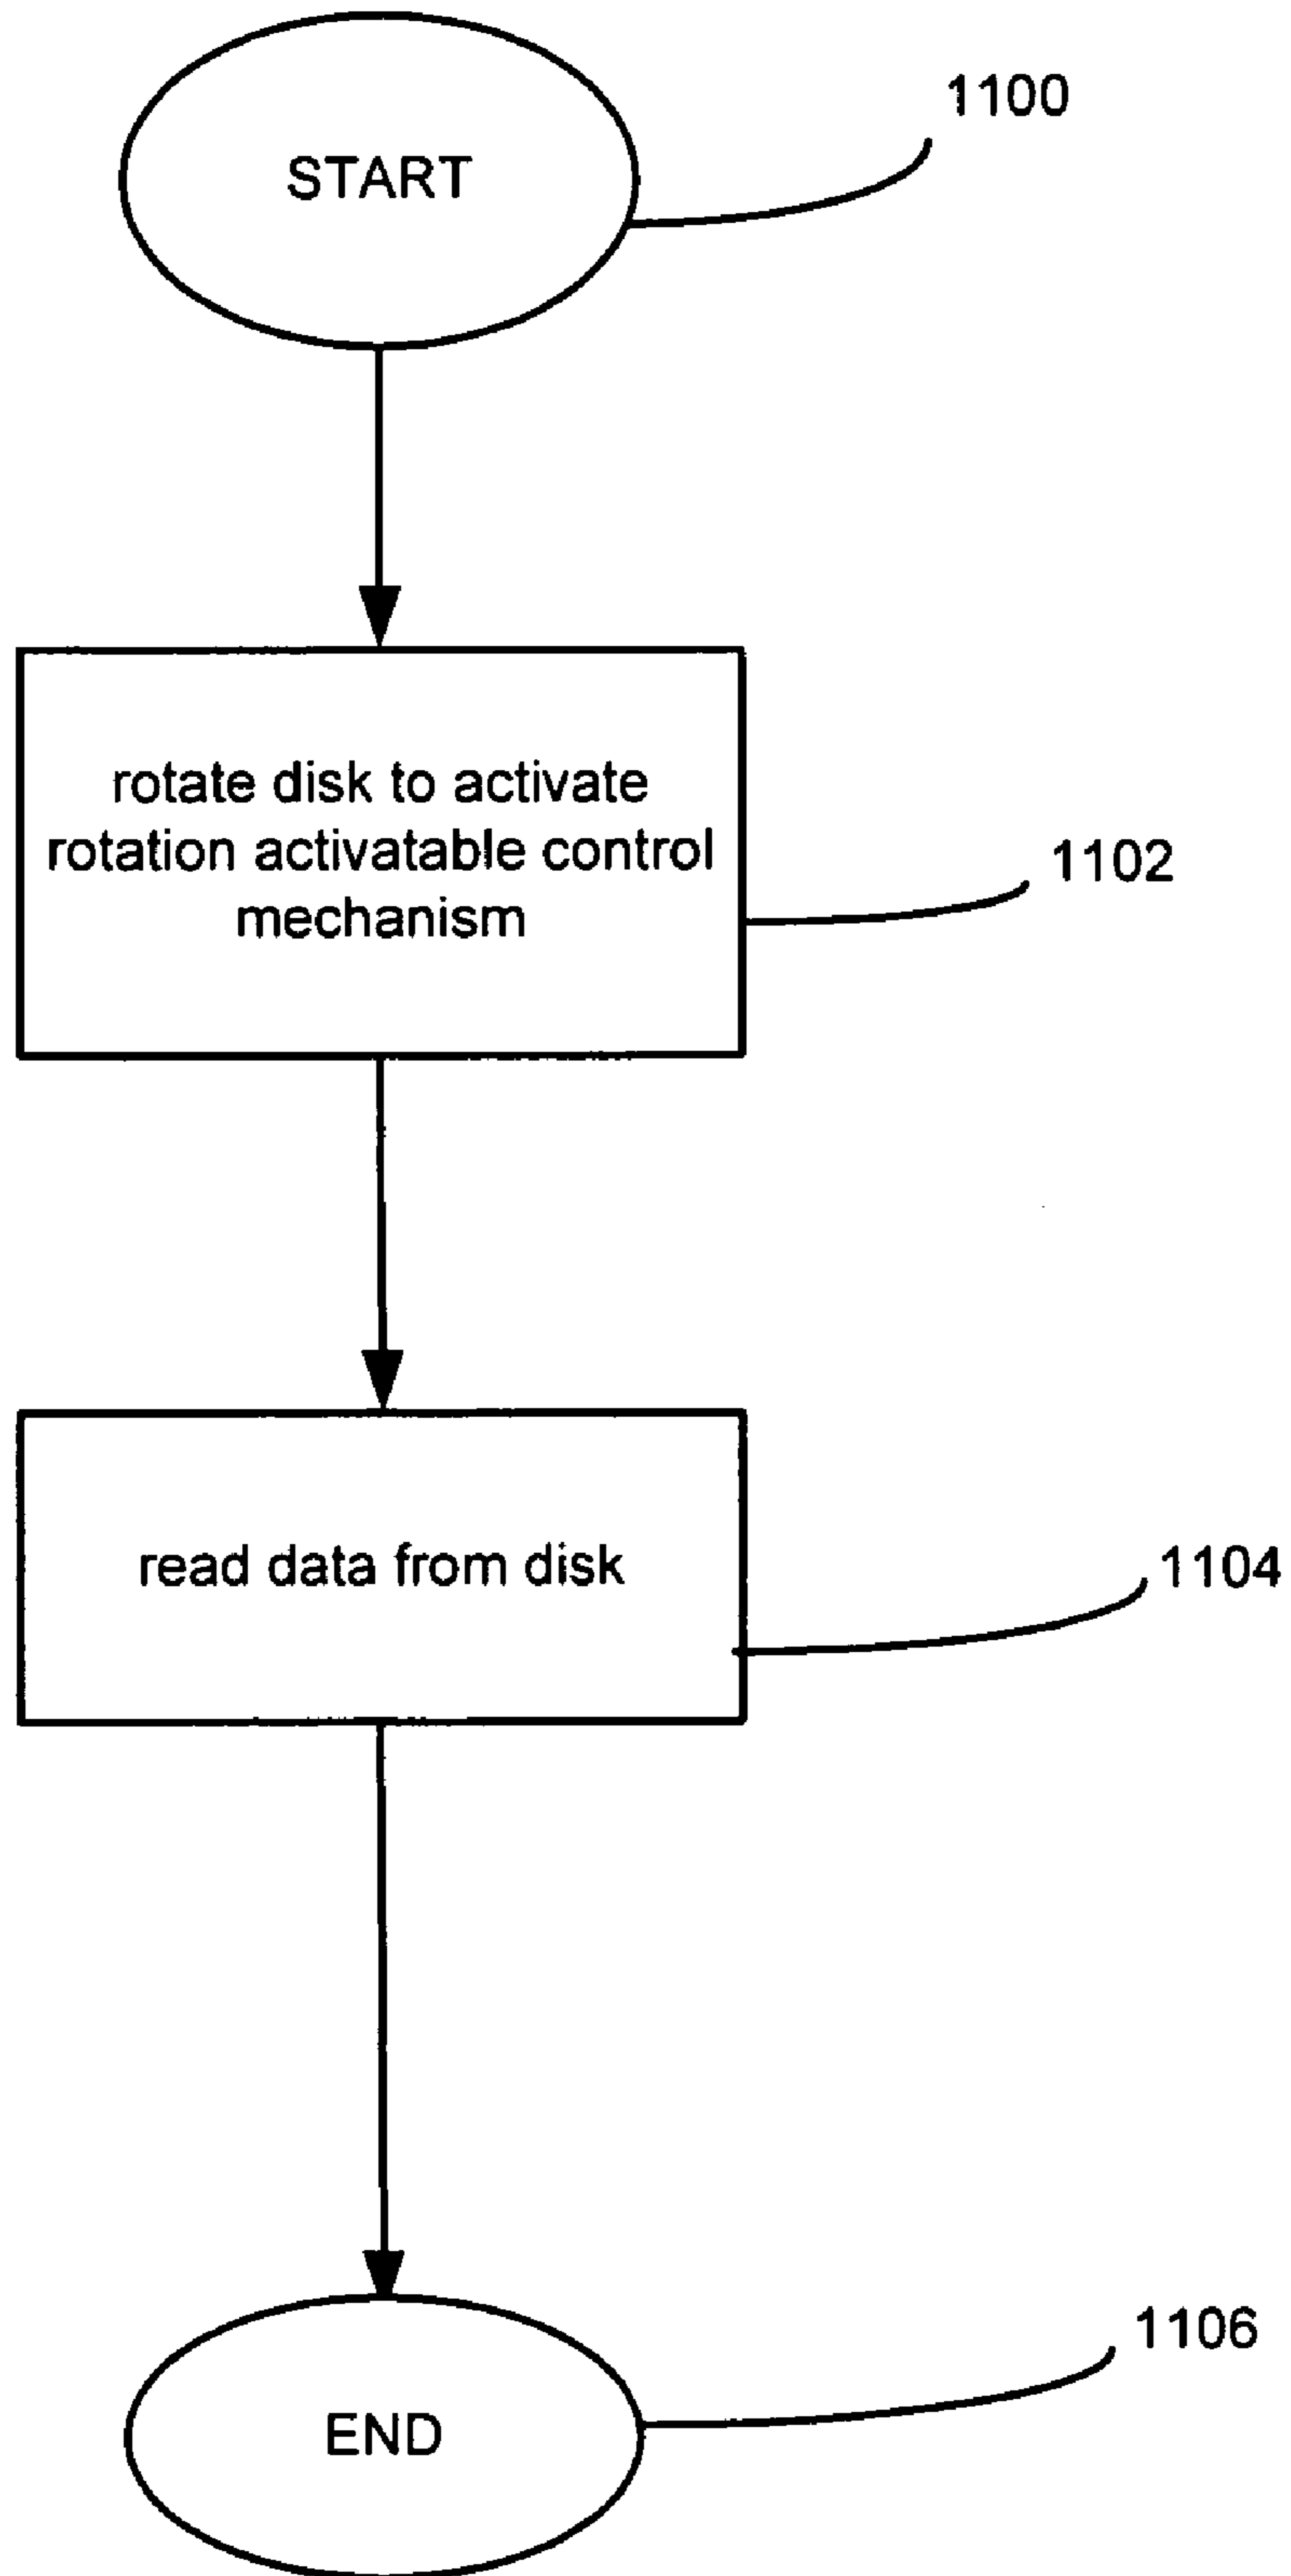 START
1100
rotate disk to activate
rotation activatable control
mechanism
1102
read data from disk
1104
END
1106